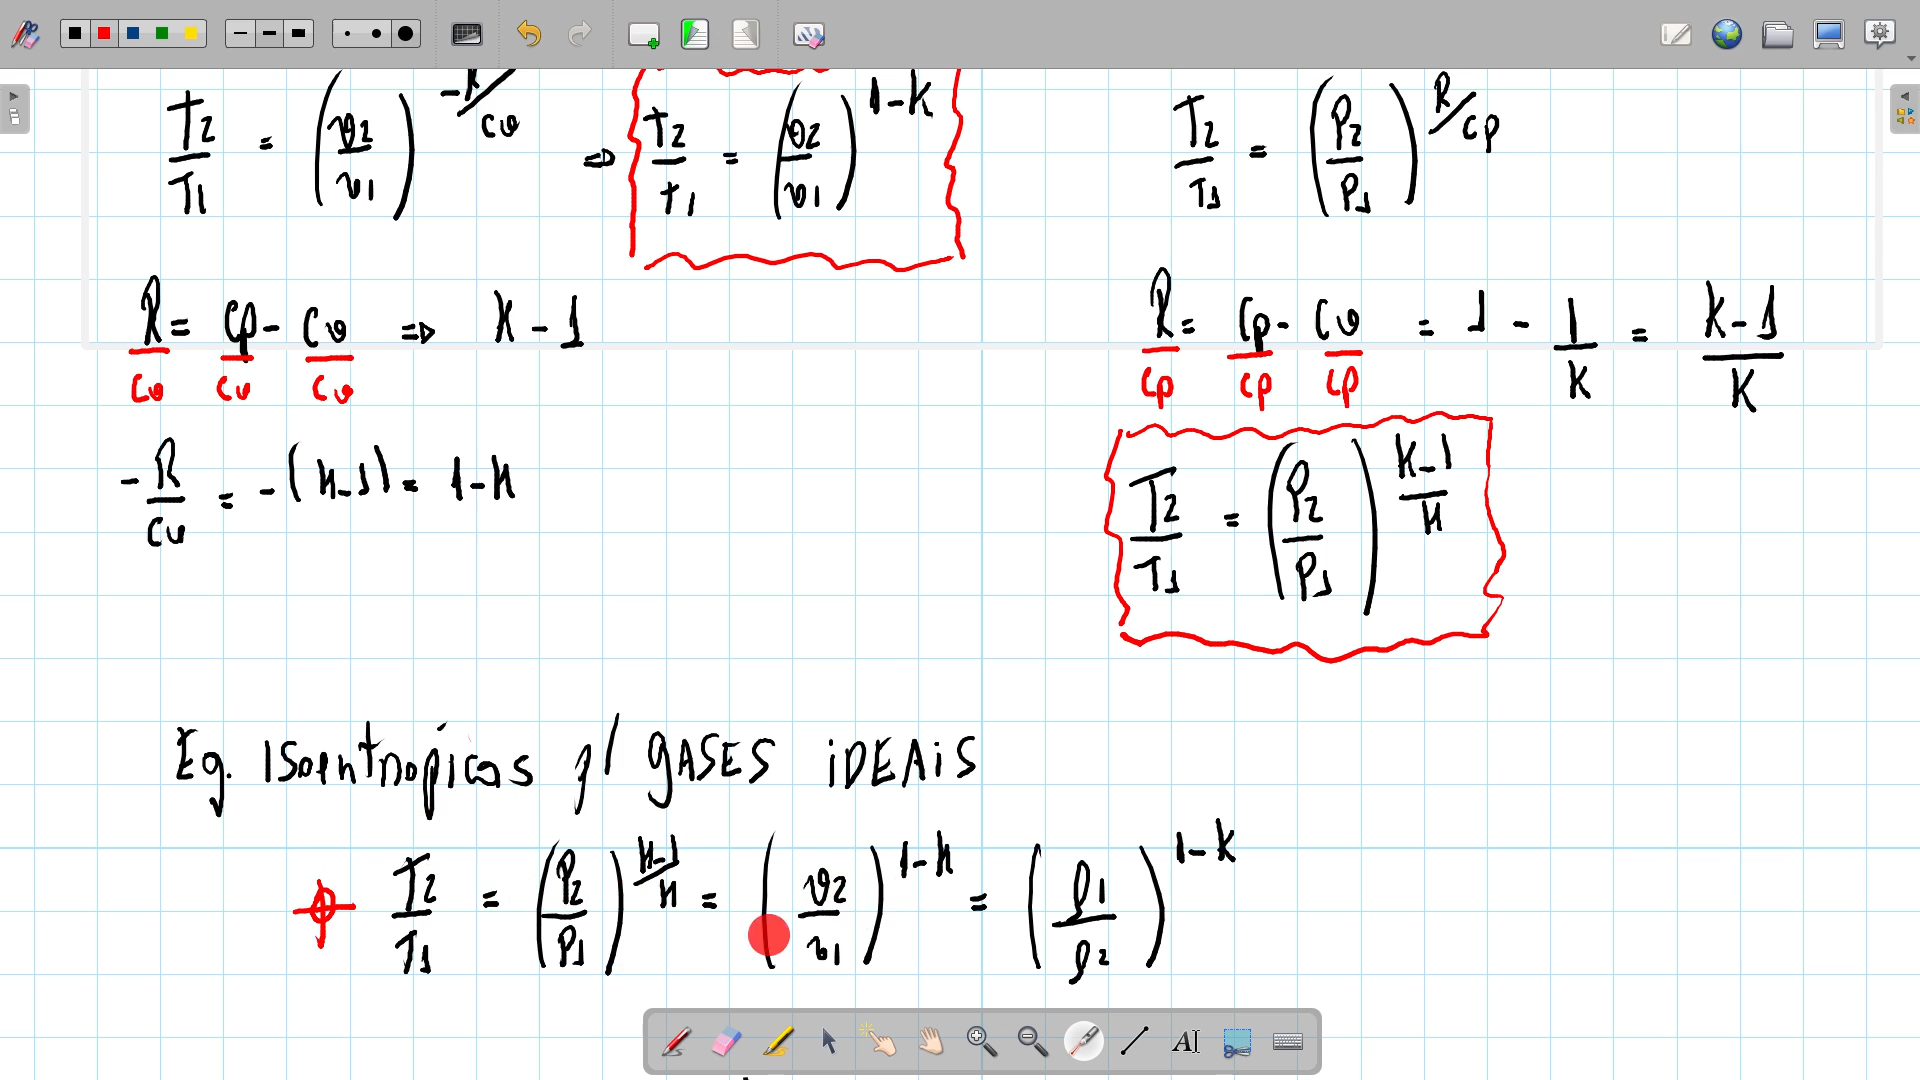 T2/T1 = (v2/v1)^-R/cv ⇒ T2/T1 = (v2/v1)^1-K
T2/T1 = (P2/P1)^R/cp
R/cv = cp/cv - cv/cv ⇒ K - 1
R/cp = cp/cp - cv/cp = 1 - 1/K = K-1/K
-R/cv = -(K-1) = 1-K
T2/T1 = (P2/P1)^K-1/K
Eq. Isoentrópicas p/ GASES iDEAiS
T2/T1 = (P2/P1)^K-1/K = (v2/v1)^1-K = (ρ1/ρ2)^1-K